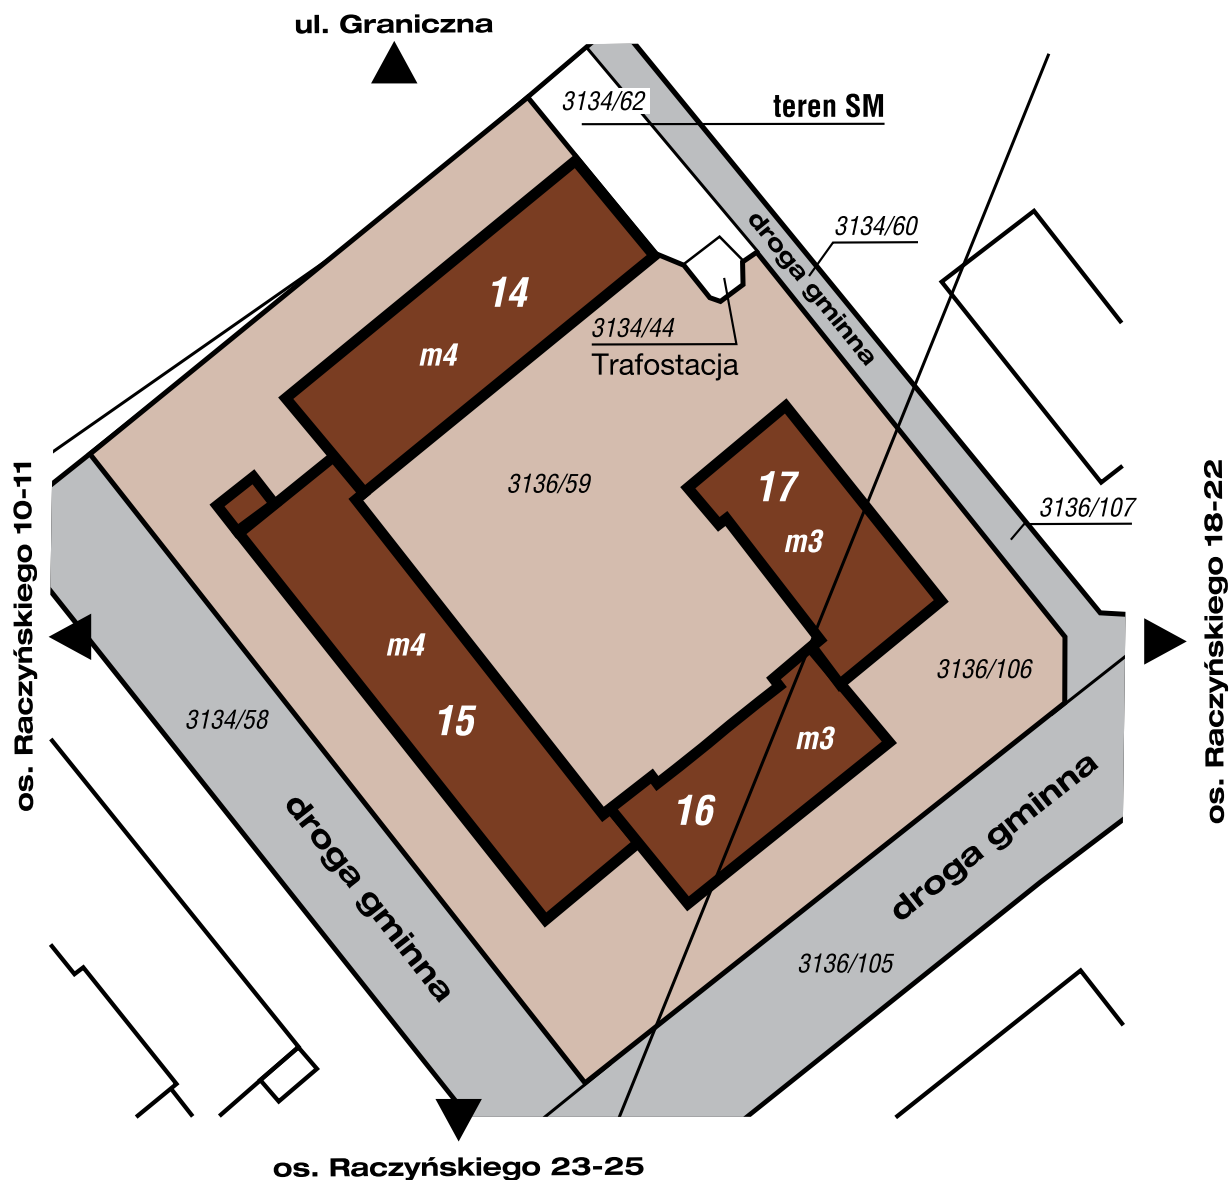 ul. Graniczna
3134/62
teren SM
droga gminna
3134/60
14
m4
3134/44
Trafostacja
3136/59
17
m3
3136/107
os. Raczyńskiego 10-11
os. Raczyńskiego 18-22
m4
15
3134/58
3136/106
m3
16
droga gminna
droga gminna
3136/105
os. Raczyńskiego 23-25